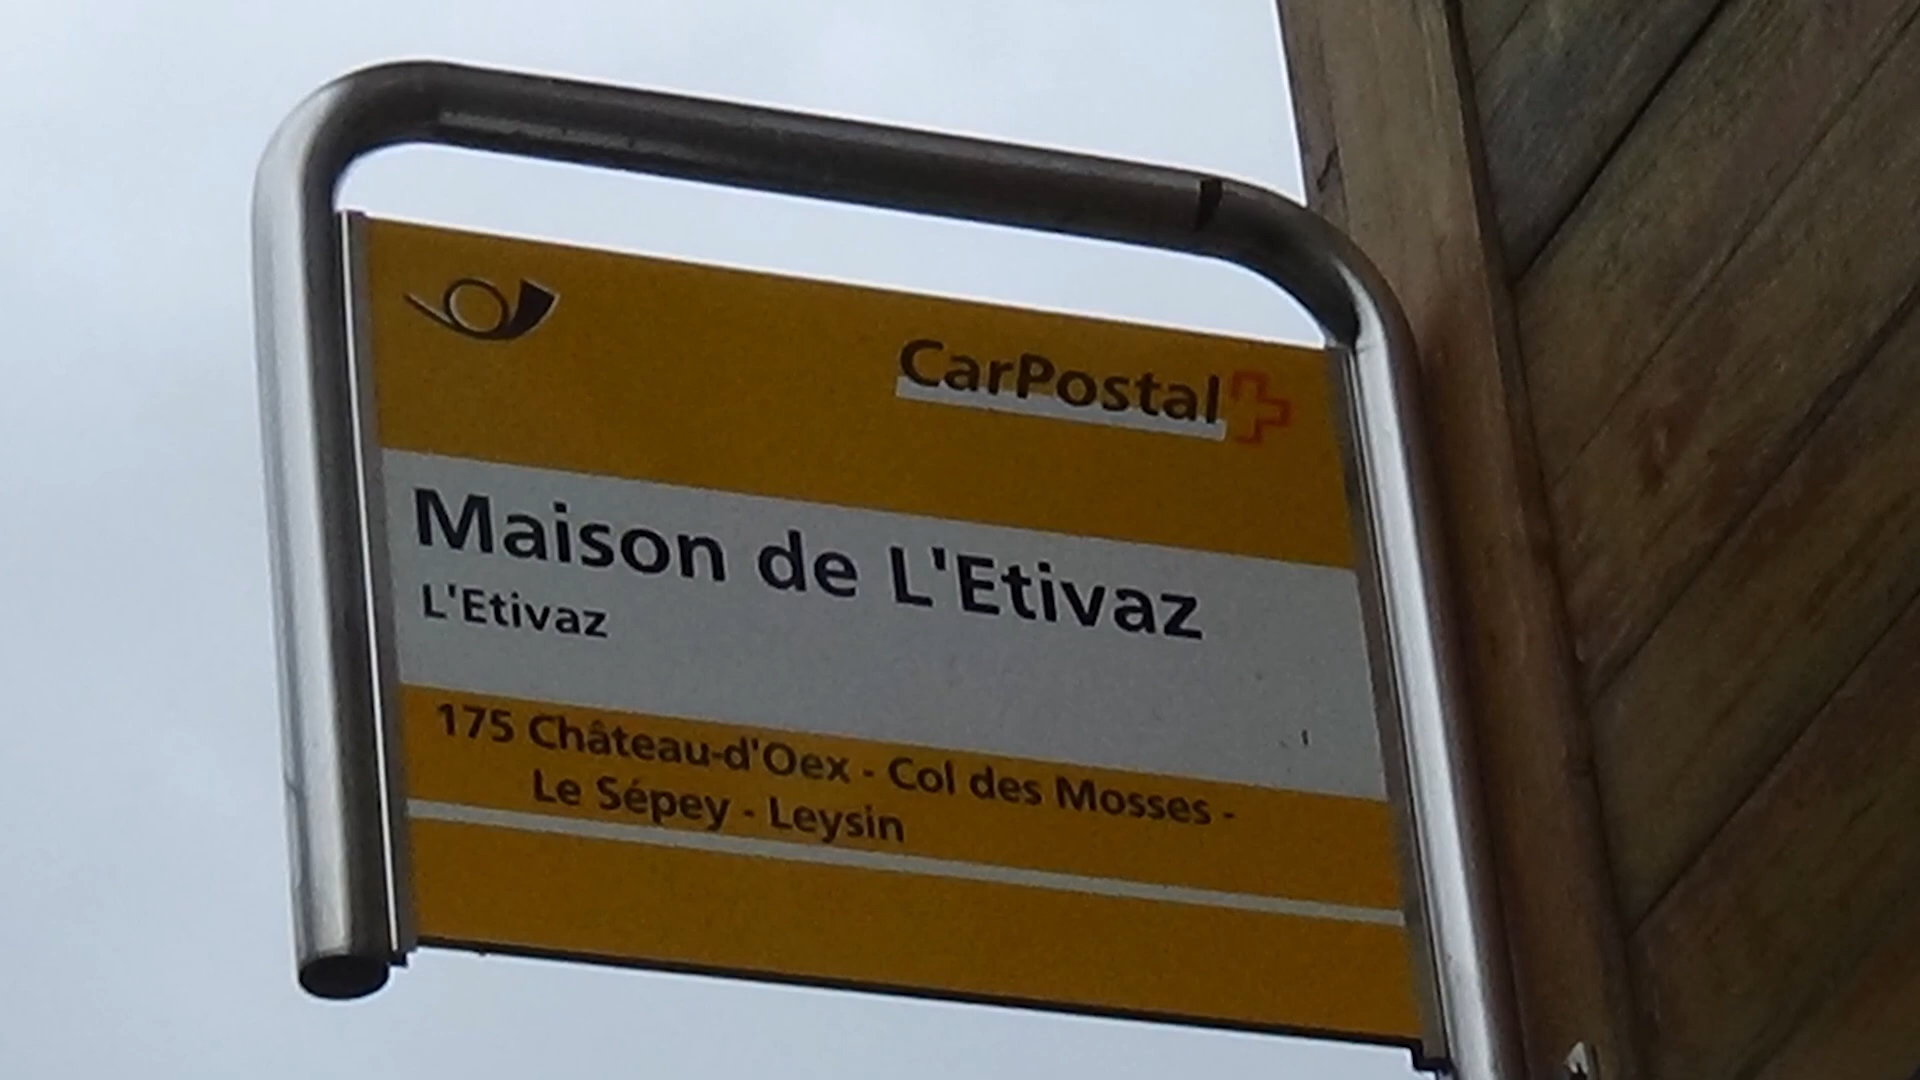 CarPostal
Maison de L'Etivaz
L'Etivaz
175 Château-d'Oex - Col des Mosses -
Le Sépey - Leysin